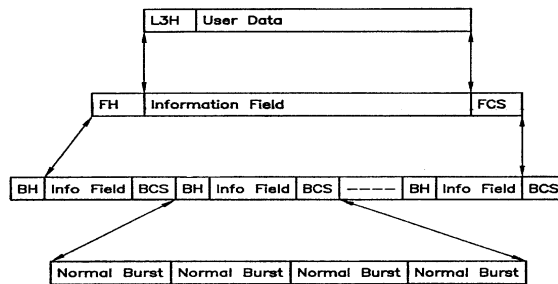 L3H User Data
FH Information Field FCS
BH Info Field BCS BH Info Field BCS ---- BH Info Field BCS
Normal Burst Normal Burst Normal Burst Normal Burst